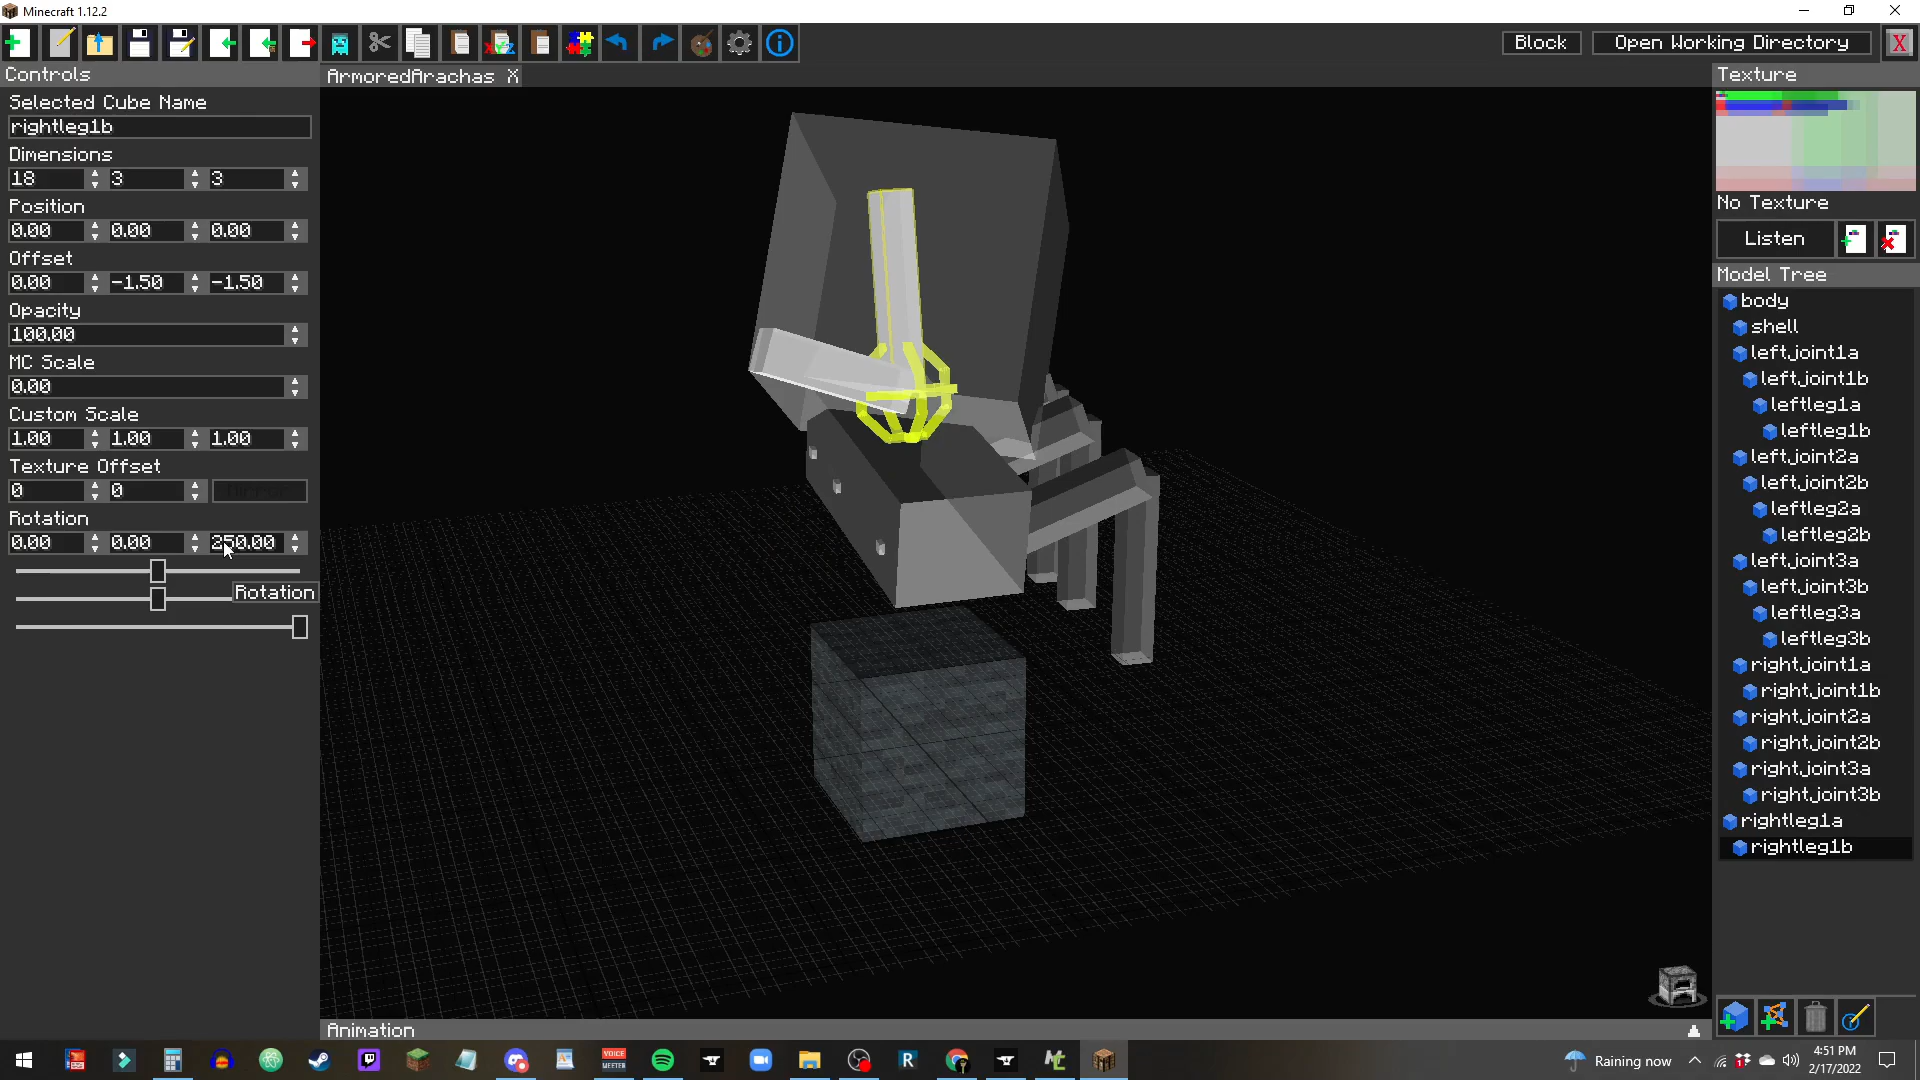 Minecraft 1.12.2
Block
Open Working Directory
X
Controls
ArmoredArachas X
Texture
Selected Cube Name
rightleg1b
Dimensions
18 3 3
Position
0.00 0.00 0.00
No Texture
Listen
Offset
0.00 -1.50 -1.50
Opacity
100.00
MC Scale
0.00
Custom Scale
1.00 1.00 1.00
Texture Offset
0 0
Rotation
0.00 0.00 250.00
Rotation
Model Tree
body
shell
leftjoint1a
leftjoint1b
leftleg1a
leftleg1b
leftjoint2a
leftjoint2b
leftleg2a
leftleg2b
leftjoint3a
leftjoint3b
leftleg3a
leftleg3b
rightjoint1a
rightjoint1b
rightjoint2a
rightjoint2b
rightjoint3a
rightjoint3b
rightleg1a
rightleg1b
Animation
VOICE
MEETER
R
Raining now
4:51 PM
2/17/2022